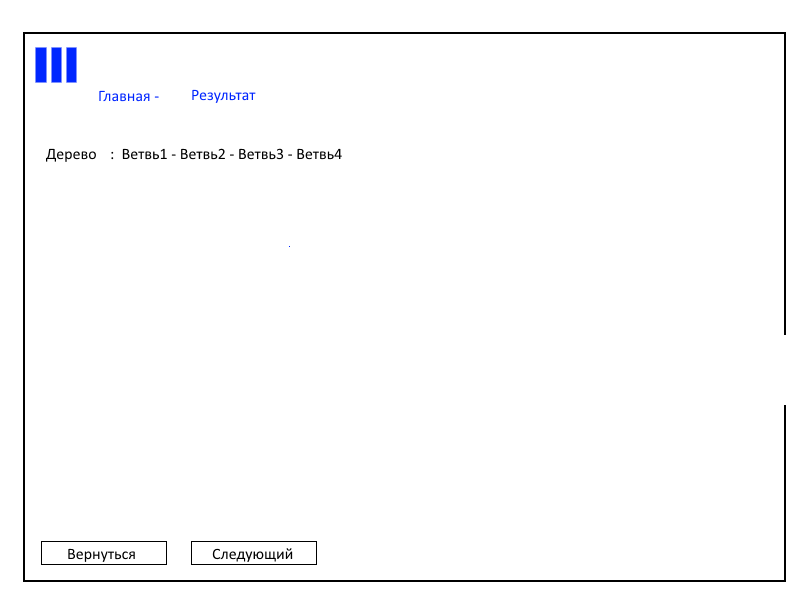 Главная - Результат
Дерево : Ветвь1 - Ветвь2 - Ветвь3 - Ветвь4
Вернуться Следующий